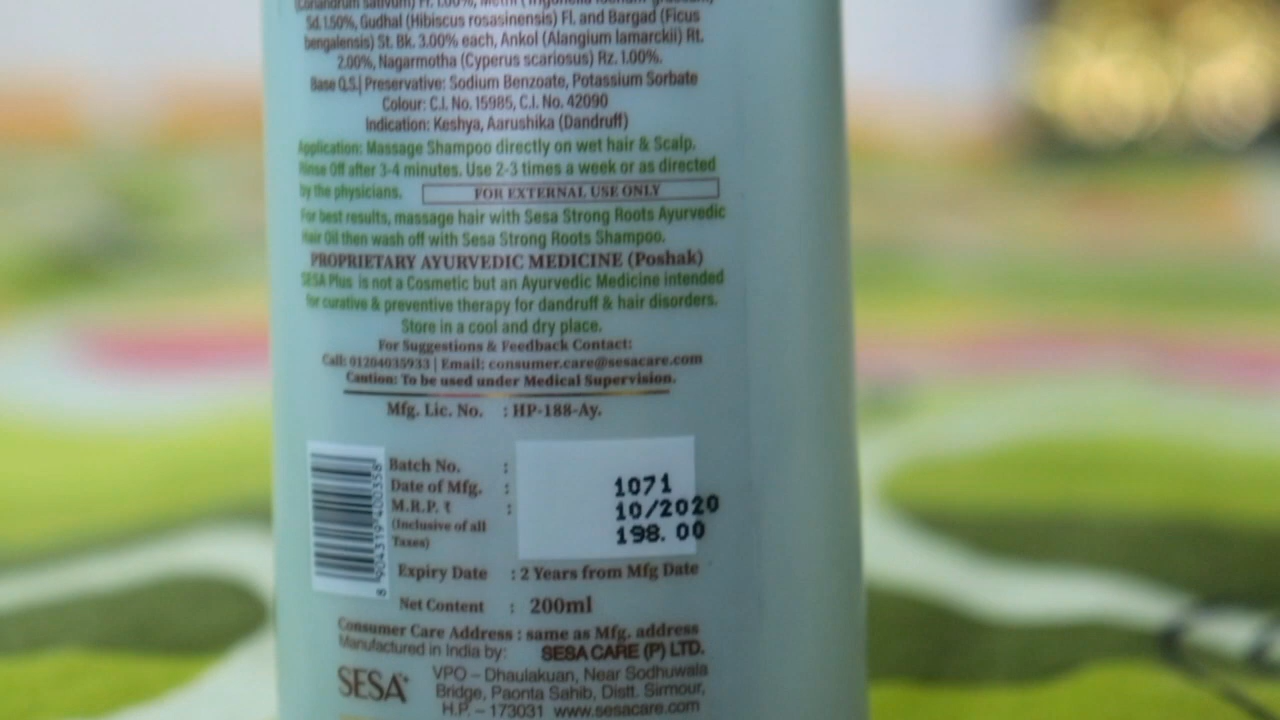 Sd. 1.50%, Gudhal (Hibiscus rosasinensis) Fl. and Bargad (Ficus
bengalensis) St. Bk. 3.00% each, Ankol (Alangium lamarckii) Rt.
2.00%, Nagarmotha (Cyperus scariosus) Rz. 1.00%.
Base Q.S.| Preservative: Sodium Benzoate, Potassium Sorbate
Colour: C.I. No. 15985, C.I. No. 42090
Indication: Keshya, Aarushika (Dandruff)
Application: Massage Shampoo directly on wet hair & Scalp.
Rinse Off after 3-4 minutes. Use 2-3 times a week or as directed
by the physicians. FOR EXTERNAL USE ONLY
For best results, massage hair with Sesa Strong Roots Ayurvedic
Hair Oil then wash off with Sesa Strong Roots Shampoo.
PROPRIETARY AYURVEDIC MEDICINE (Poshak)
SESA Plus is not a Cosmetic but an Ayurvedic Medicine intended
for curative & preventive therapy for dandruff & hair disorders.
Store in a cool and dry place.
For Suggestions & Feedback Contact:
Call: 01204035933 | Email: consumer.care@sesacare.com
Caution: To be used under Medical Supervision.
Mfg. Lic. No. : HP-188-Ay.
8 904319 400358
Batch No. : 1071
Date of Mfg. : 10/2020
M.R.P. ₹ : 198.00
(Inclusive of all
Taxes)
Expiry Date : 2 Years from Mfg Date
Net Content : 200ml
Consumer Care Address : same as Mfg. address
Manufactured in India by: SESA CARE (P) LTD.
SESA
VPO – Dhaulakuan, Near Sodhuwala
Bridge, Paonta Sahib, Distt. Sirmour,
H.P. – 173031 www.sesacare.com